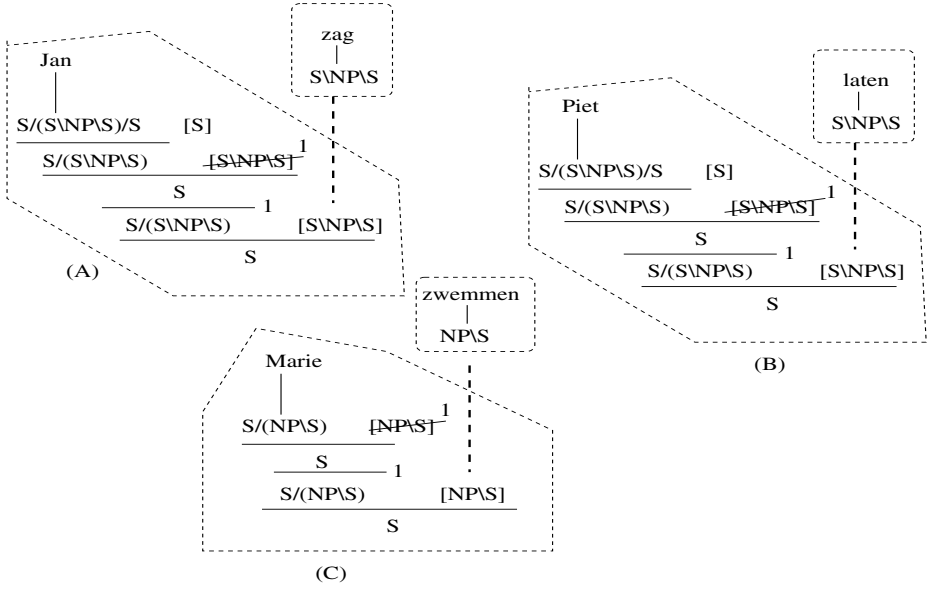 Jan
S/(S\NP\S)/S [S]
S/(S\NP\S) [S\NP\S] 1
S
1
S/(S\NP\S) [S\NP\S]
S
(A)
zag
S\NP\S
Piet
S/(S\NP\S)/S [S]
S/(S\NP\S) [S\NP\S] 1
S
1
S/(S\NP\S) [S\NP\S]
S
(B)
laten
S\NP\S
zwemmen
NP\S
Marie
S/(NP\S) [NP\S] 1
S
1
S/(NP\S) [NP\S]
S
(C)